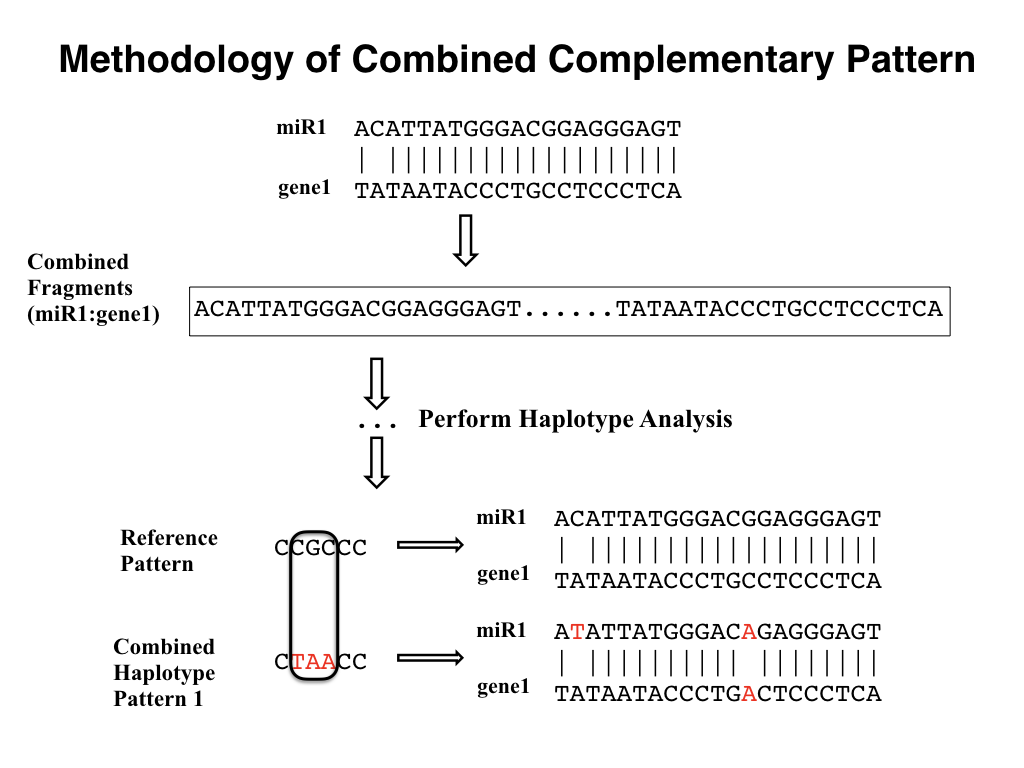 Methodology of Combined Complementary Pattern
miR1 ACATTATGGGACGGAGGGAGT
| |||||||||||||||||||
gene1 TATAATACCCTGCCTCCCTCA
Combined
Fragments
(miR1:gene1)
ACATTATGGGACGGAGGGAGT......TATAATACCCTGCCTCCCTCA
... Perform Haplotype Analysis
Reference
Pattern
CCGCCC
miR1 ACATTATGGGACGGAGGGAGT
| |||||||||||||||||||
gene1 TATAATACCCTGCCTCCCTCA
Combined
Haplotype
Pattern 1
CTAACC
miR1 ATATTATGGGACAGAGGGAGT
| |||||||||| ||||||||
gene1 TATAATACCCTGACTCCCTCA